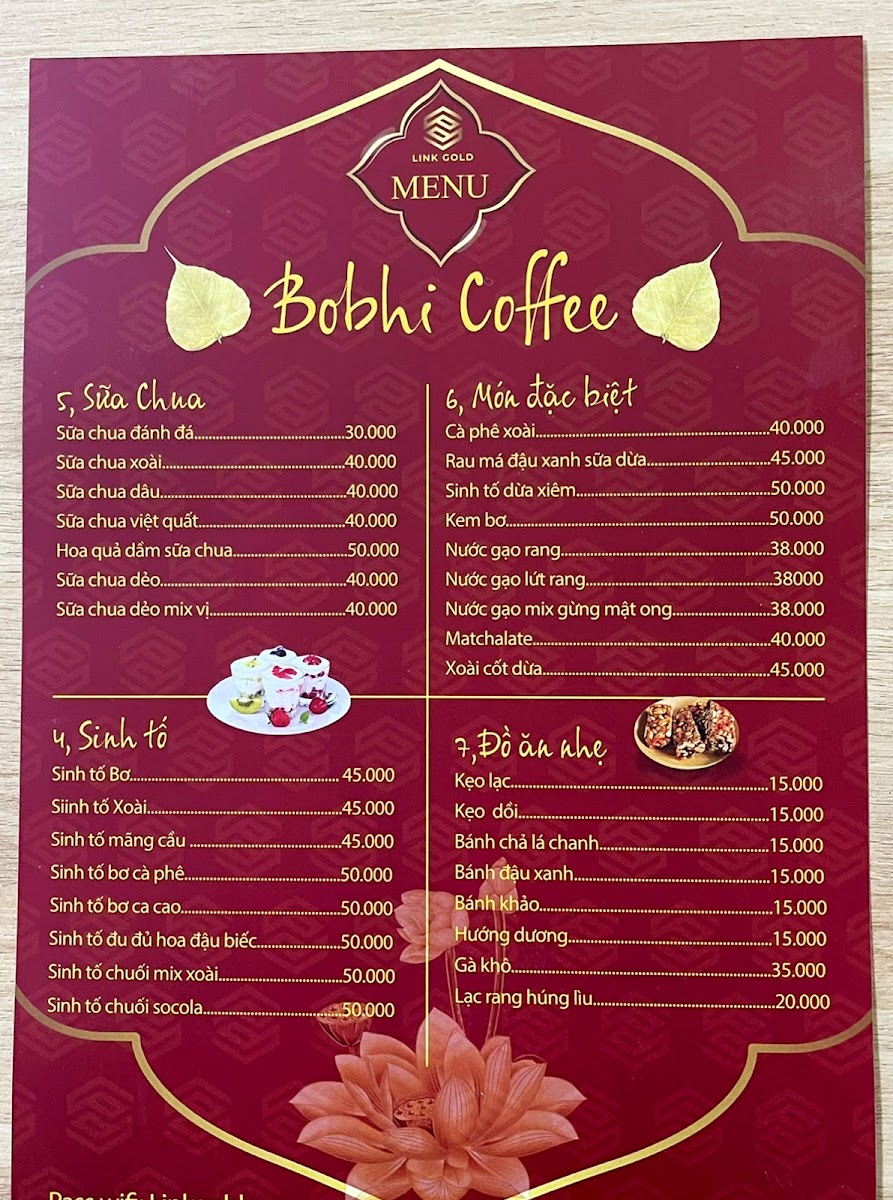 LINK GOLD
MENU
Bobhi Coffee
5, Sữa Chua
Sữa chua đánh đá 30.000
Sữa chua xoài 40.000
Sữa chua dâu 40.000
Sữa chua việt quất 40.000
Hoa quả dầm sữa chua 50.000
Sữa chua dẻo 40.000
Sữa chua dẻo mix vị 40.000
6, Món đặc biệt
Cà phê xoài 40.000
Rau má đậu xanh sữa dừa 45.000
Sinh tố dừa xiêm 50.000
Kem bơ 50.000
Nước gạo rang 38.000
Nước gạo lứt rang 38000
Nước gạo mix gừng mật ong 38.000
Matchalate 40.000
Xoài cốt dừa 45.000
4, Sinh tố
Sinh tố Bơ 45.000
Siinh tố Xoài 45.000
Sinh tố mãng cầu 45.000
Sinh tố bơ cà phê 50.000
Sinh tố bơ ca cao 50.000
Sinh tố đu đủ hoa đậu biếc 50.000
Sinh tố chuối mix xoài 50.000
Sinh tố chuối socola 50.000
7,Đồ ăn nhẹ
Kẹo lạc 15.000
Kẹo dồi 15.000
Bánh chả lá chanh 15.000
Bánh đậu xanh 15.000
Bánh khảo 15.000
Hướng dương 15.000
Gà khô 35.000
Lạc rang húng lìu 20.000
Pass wifi: